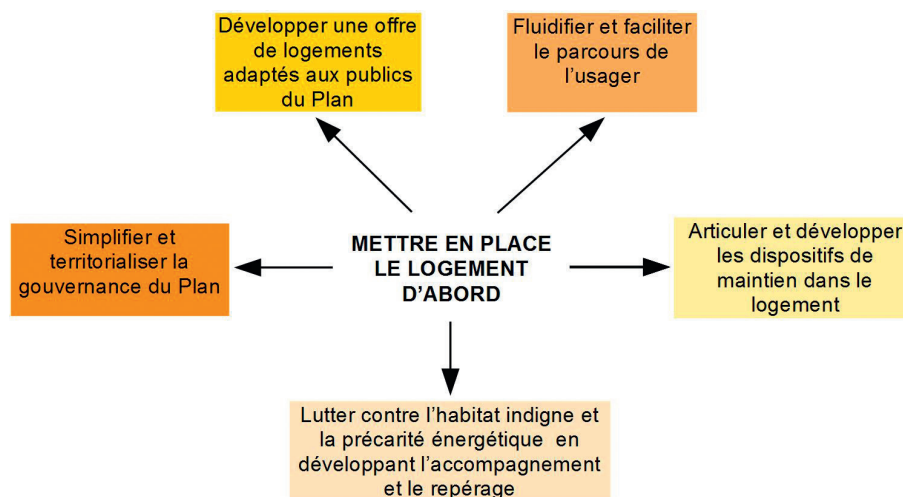 Développer une offre
de logements
adaptés aux publics
du Plan
Fluidifier et faciliter
le parcours de
l'usager
Simplifier et
territorialiser la
gouvernance du Plan
METTRE EN PLACE
LE LOGEMENT
D'ABORD
Articuler et développer
les dispositifs de
maintien dans le
logement
Lutter contre l'habitat indigne et
la précarité énergétique en
développant l'accompagnement
et le repérage